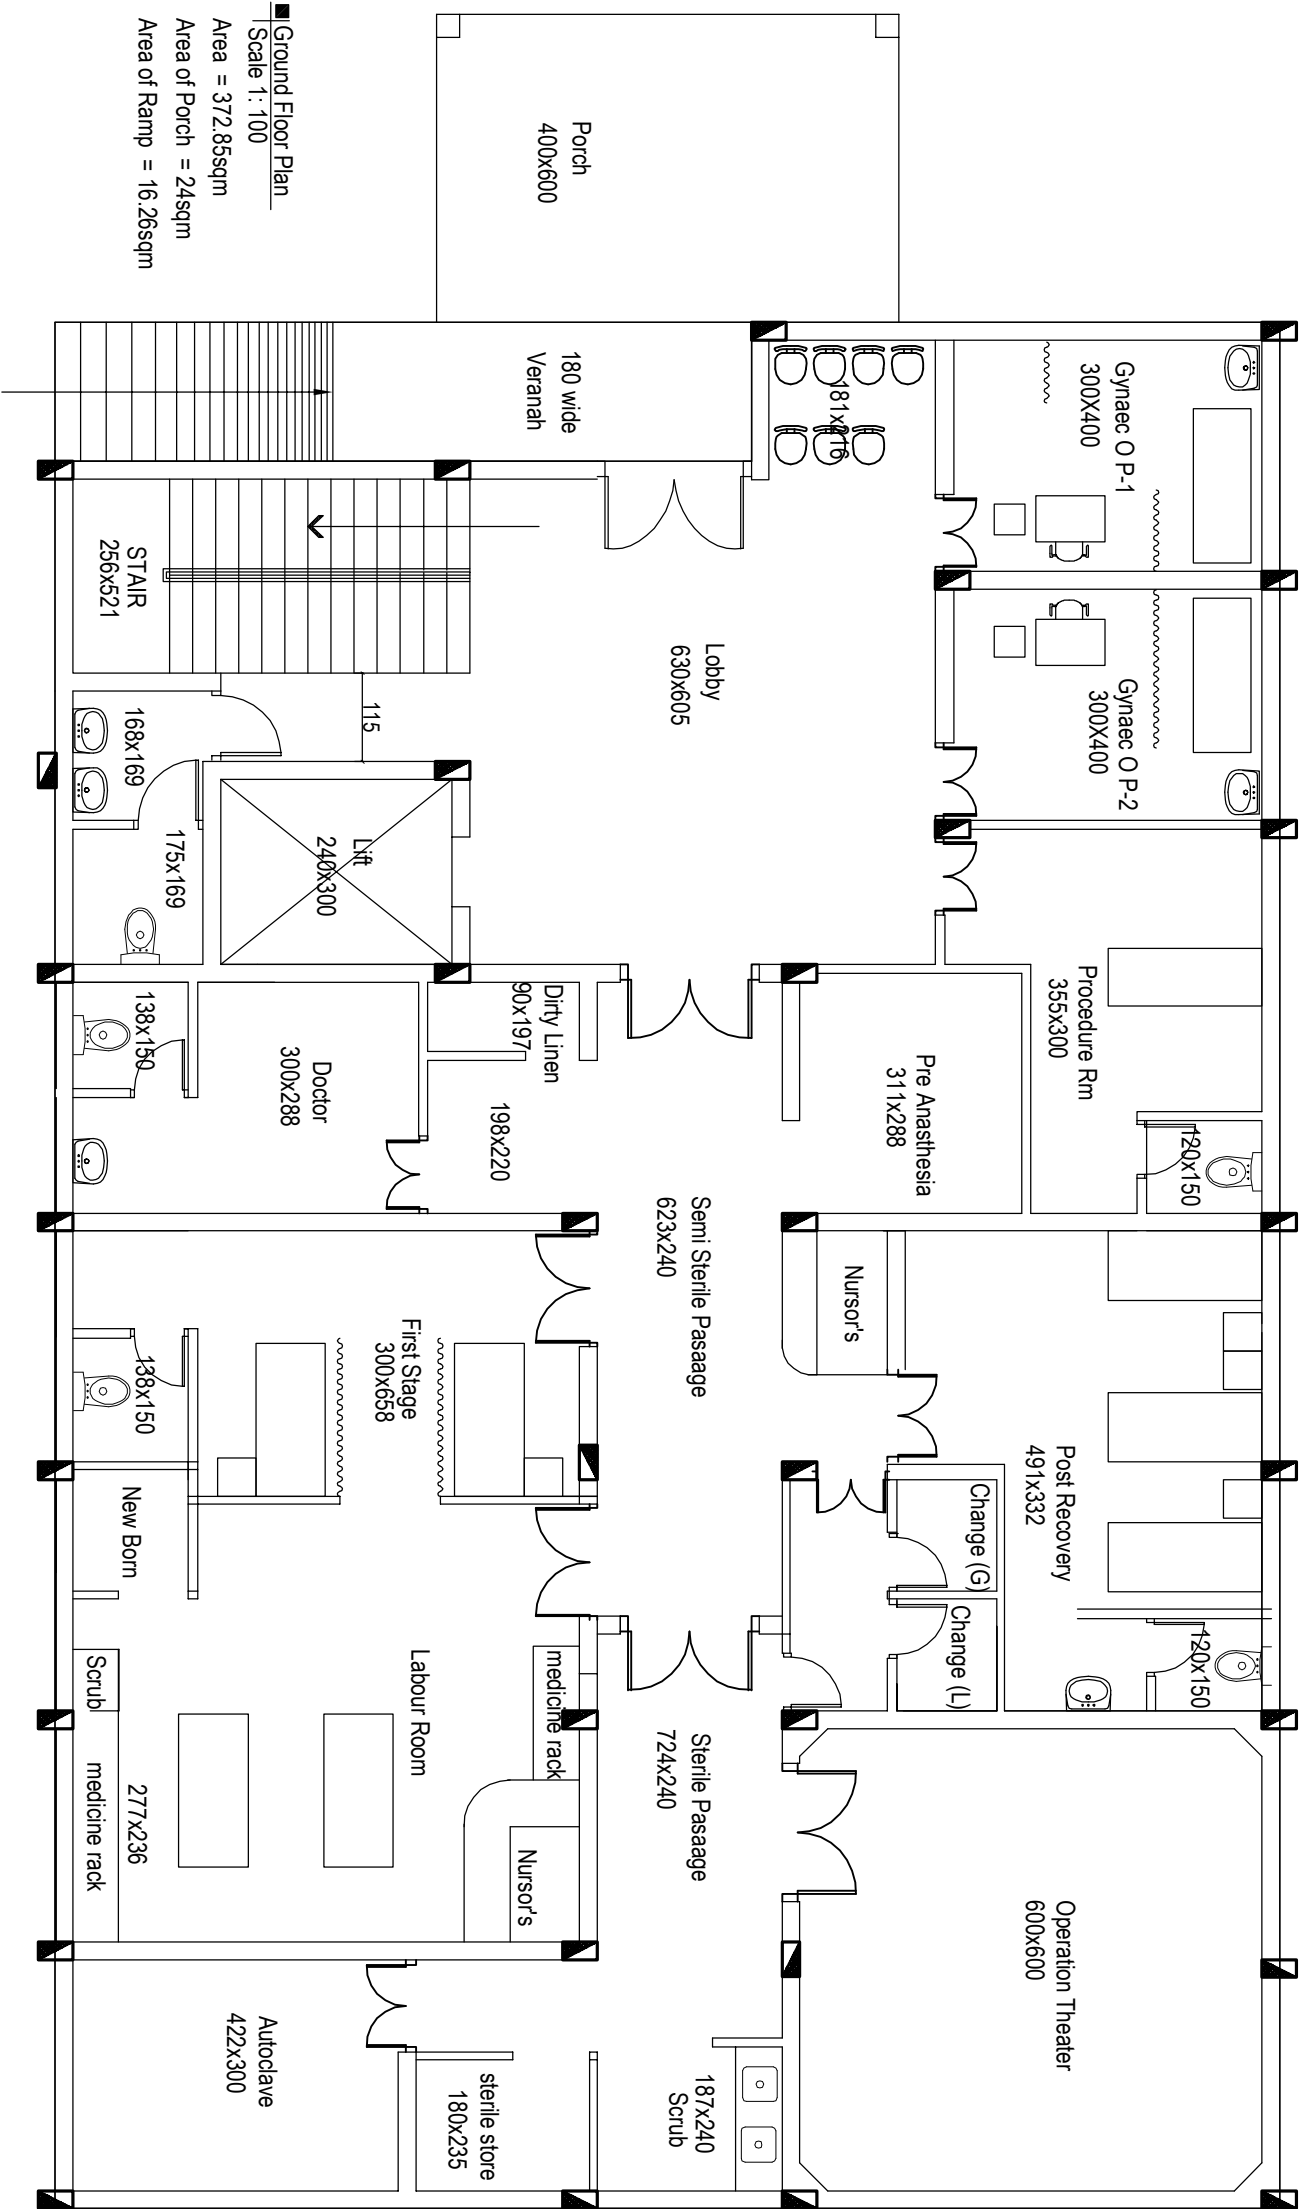 Ground Floor Plan
Scale 1: 100
Area = 372.85sqm
Area of Porch = 24sqm
Area of Ramp = 16.26sqm
Porch
400x600
180 wide
Veranah
181x216
Gynaec O P-1
300X400
Gynaec O P-2
300X400
STAIR
256x521
Lobby
630x605
115
168x169
175x169
Lift
240x300
Procedure Rm
355x300
120x150
Pre Anasthesia
311x288
Dirty Linen
90x197
198x220
Doctor
300x288
138x150
Semi Sterile Pasaage
623x240
Nursor's
First Stage
300x658
138x150
Post Recovery
491x332
Change (G)
Change (L)
120x150
New Born
Labour Room
Scrub
medicine rack
medicine rack
277x236
Nursor's
Sterile Pasaage
724x240
Operation Theater
600x600
Autoclave
422x300
sterile store
180x235
187x240
Scrub